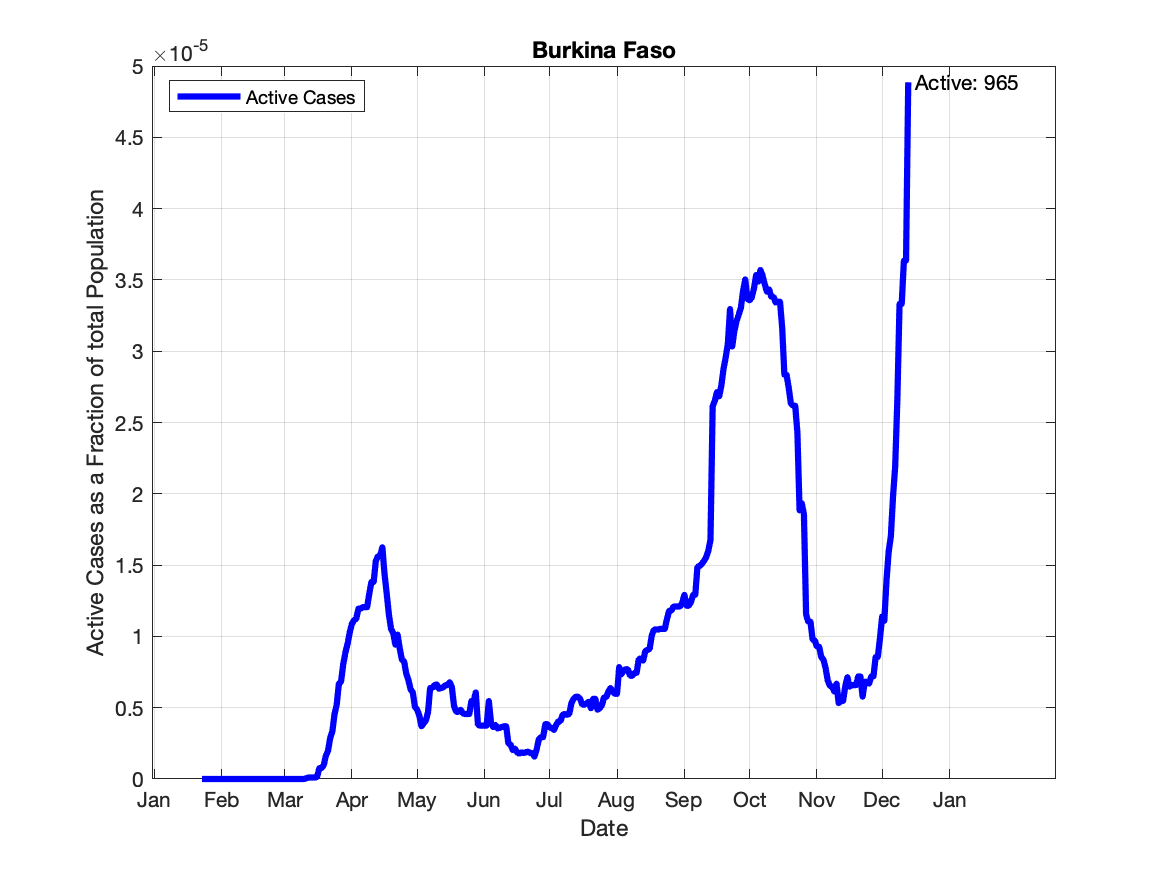 Burkina Faso
×10-5
Active Cases
Active: 965
5
4.5
4
3.5
3
2.5
2
1.5
1
0.5
0
Active Cases as a Fraction of total Population
Jan Feb Mar Apr May Jun Jul Aug Sep Oct Nov Dec Jan
Date